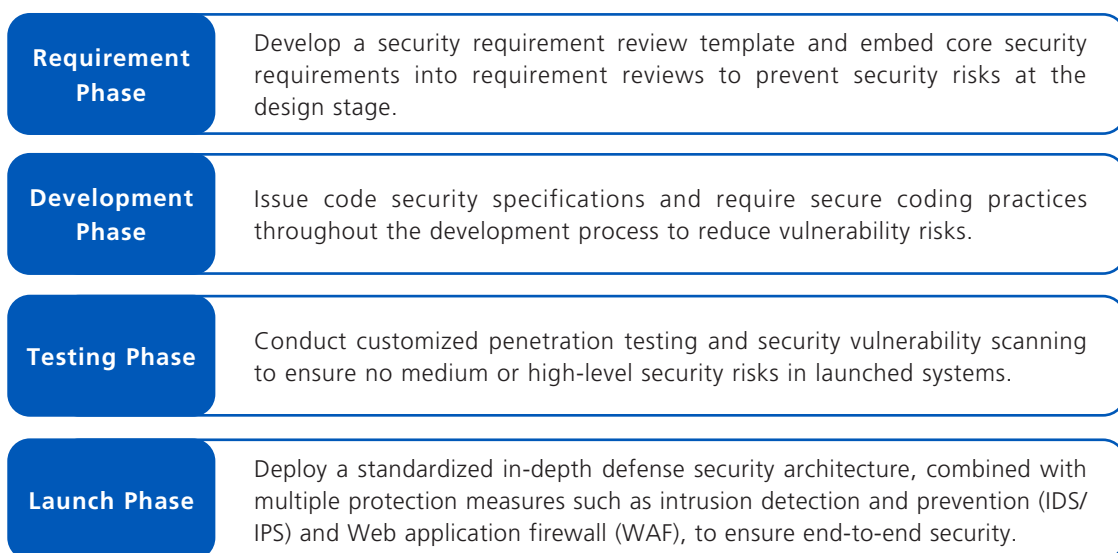 Requirement
Phase
Develop a security requirement review template and embed core security
requirements into requirement reviews to prevent security risks at the
design stage.
Development
Phase
Issue code security specifications and require secure coding practices
throughout the development process to reduce vulnerability risks.
Testing Phase
Conduct customized penetration testing and security vulnerability scanning
to ensure no medium or high-level security risks in launched systems.
Launch Phase
Deploy a standardized in-depth defense security architecture, combined with
multiple protection measures such as intrusion detection and prevention (IDS/
IPS) and Web application firewall (WAF), to ensure end-to-end security.